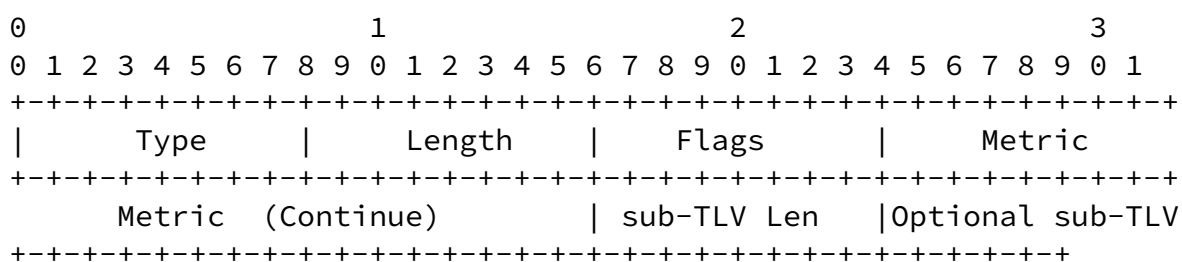 0                   1                   2                   3
0 1 2 3 4 5 6 7 8 9 0 1 2 3 4 5 6 7 8 9 0 1 2 3 4 5 6 7 8 9 0 1
+-+-+-+-+-+-+-+-+-+-+-+-+-+-+-+-+-+-+-+-+-+-+-+-+-+-+-+-+-+-+-+-+
|      Type     |     Length    |    Flags      |     Metric
+-+-+-+-+-+-+-+-+-+-+-+-+-+-+-+-+-+-+-+-+-+-+-+-+-+-+-+-+-+-+-+-+
      Metric  (Continue)        | sub-TLV Len   |Optional sub-TLV
+-+-+-+-+-+-+-+-+-+-+-+-+-+-+-+-+-+-+-+-+-+-+-+-+-+-+-+-+-+